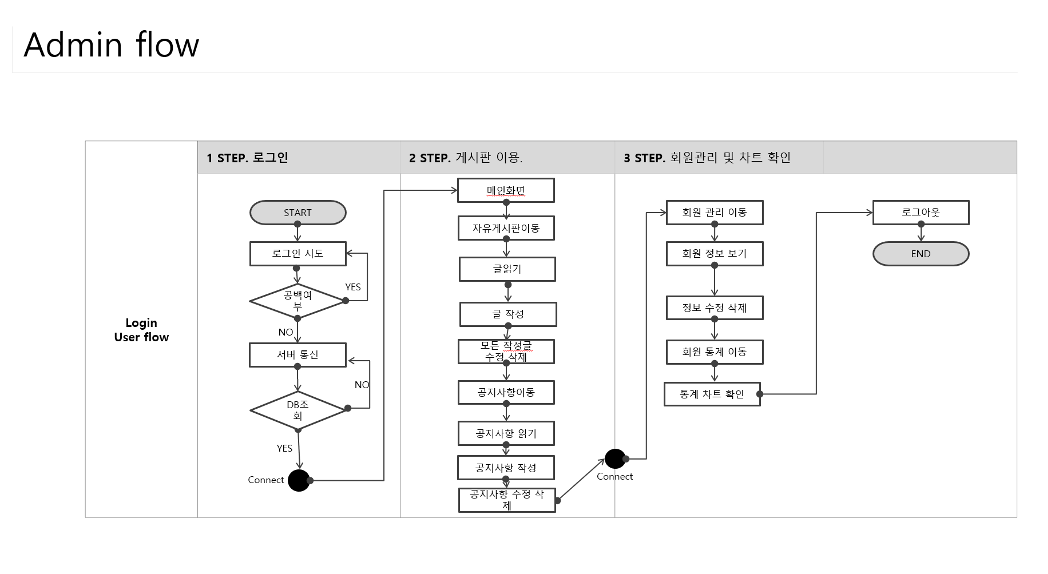 Admin flow
1 STEP. 로그인
2 STEP. 게시판 이용.
3 STEP. 회원관리 및 차트 확인
Login
User flow
START
로그인 시도
공백여
부
YES
NO
서버 통신
NO
DB조
회
YES
Connect
메인화면
자유게시판이동
글읽기
글 작성
모든 작성글
수정 삭제
공지사항이동
공지사항 읽기
공지사항 작성
공지사항 수정 삭
제
Connect
회원 관리 이동
회원 정보 보기
정보 수정 삭제
회원 통계 이동
통계 차트 확인
로그아웃
END